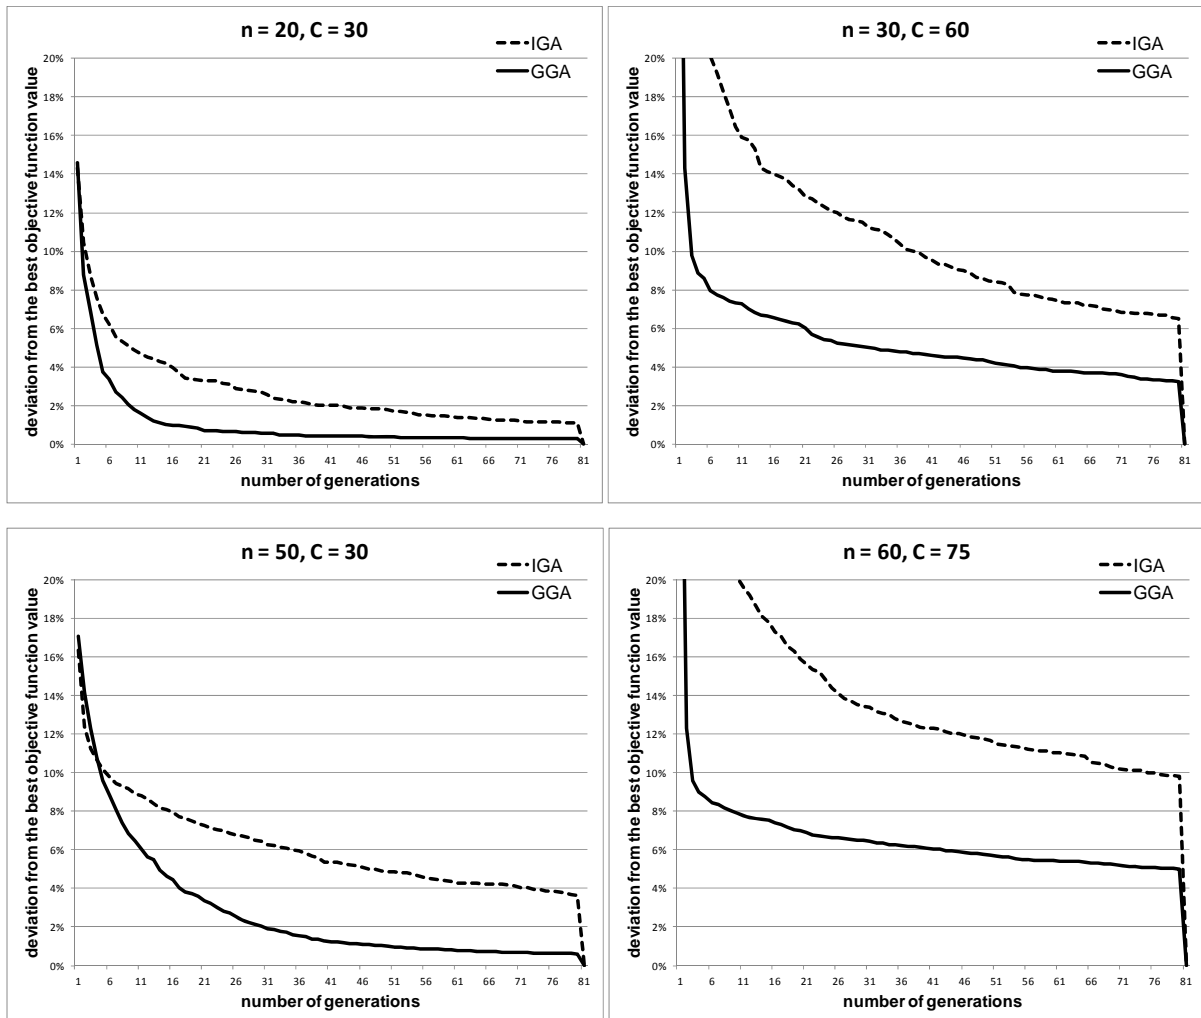 n = 20, C = 30
IGA
GGA
deviation from the best objective function value
20%
18%
16%
14%
12%
10%
8%
6%
4%
2%
0%
1 6 11 16 21 26 31 36 41 46 51 56 61 66 71 76 81
number of generations
n = 30, C = 60
IGA
GGA
deviation from the best objective function value
20%
18%
16%
14%
12%
10%
8%
6%
4%
2%
0%
1 6 11 16 21 26 31 36 41 46 51 56 61 66 71 76 81
number of generations
n = 50, C = 30
IGA
GGA
deviation from the best objective function value
20%
18%
16%
14%
12%
10%
8%
6%
4%
2%
0%
1 6 11 16 21 26 31 36 41 46 51 56 61 66 71 76 81
number of generations
n = 60, C = 75
IGA
GGA
deviation from the best objective function value
20%
18%
16%
14%
12%
10%
8%
6%
4%
2%
0%
1 6 11 16 21 26 31 36 41 46 51 56 61 66 71 76 81
number of generations